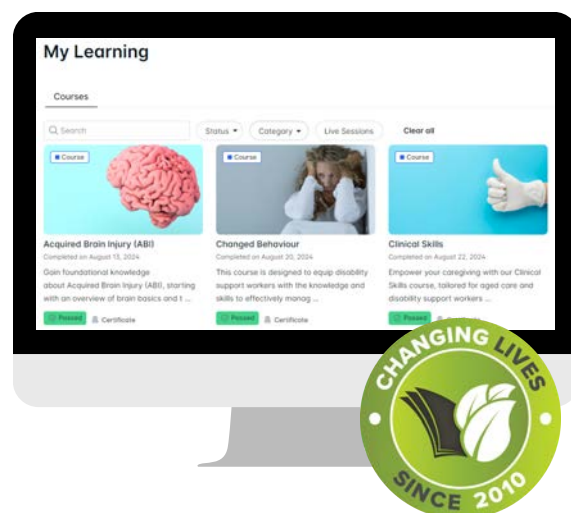 My Learning
Courses
Search
Status
Category
Live Sessions
Clear all
Course
Course
Course
Acquired Brain Injury (ABI)
Completed on August 13, 2024
Gain foundational knowledge
about Acquired Brain Injury (ABI), starting
with an overview of brain basics and t ...
Passed
Certificate
Changed Behaviour
Completed on August 20, 2024
This course is designed to equip disability
support workers with the knowledge and
skills to effectively manag ...
Passed
Certificate
Clinical Skills
Completed on August 22, 2024
Empower your caregiving with our Clinical
Skills course, tailored for aged care and
disability support workers ...
Passed
CHANGING LIVES
SINCE 2010